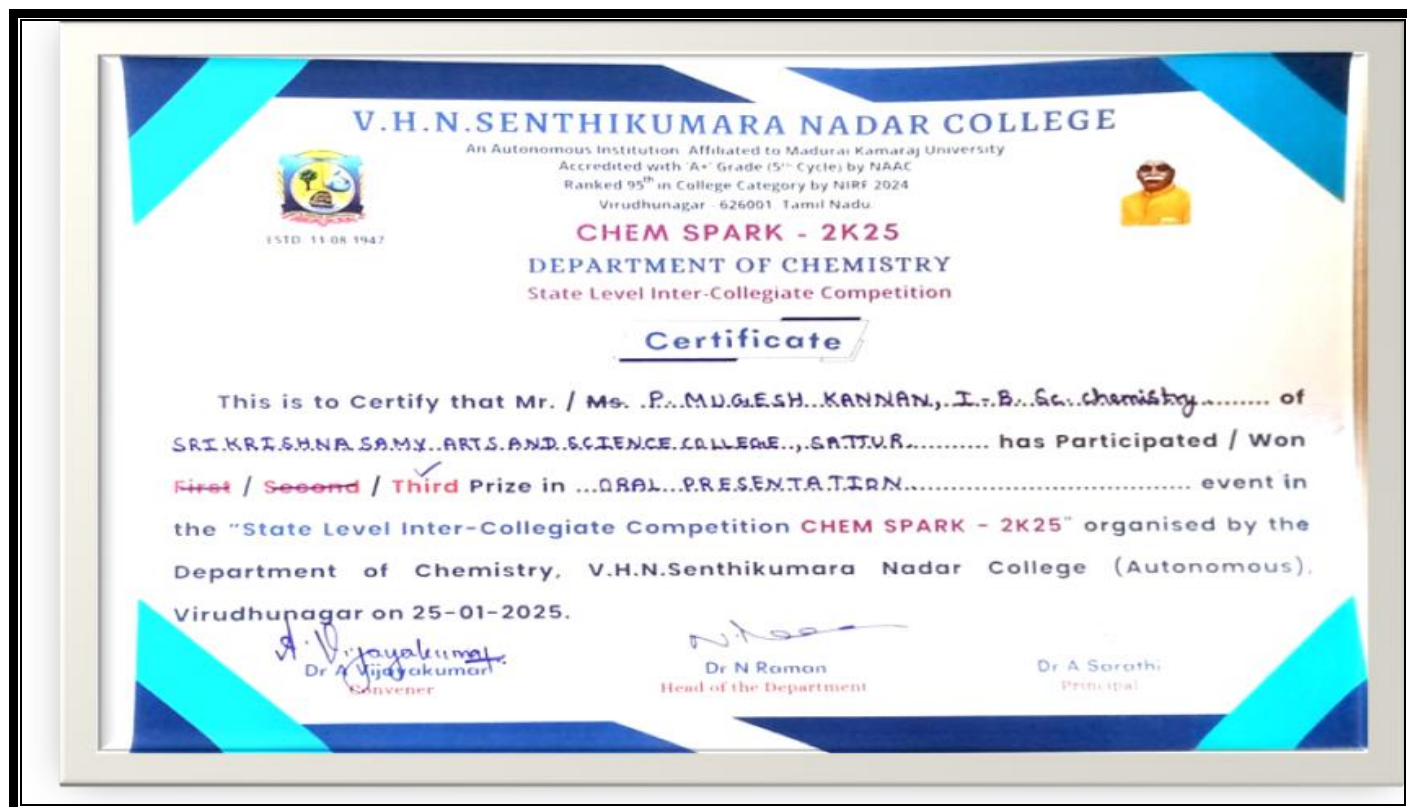 V.H.N.SENTHIKUMARA NADAR COLLEGE
An Autonomous Institution Affiliated to Madurai Kamaraj University
Accredited with 'A+' Grade (5th Cycle) by NAAC
Ranked 95th in College Category by NIRF 2024
Virudhunagar - 626001 Tamil Nadu.
ESTD. 11-08-1947
CHEM SPARK - 2K25
DEPARTMENT OF CHEMISTRY
State Level Inter-Collegiate Competition
Certificate
This is to Certify that Mr. / Ms. P. MUGESH KANNAN, I - B. Sc. chemistry ........ of
SRI KRISHNA SAMY ARTS AND SCIENCE COLLEGE, SATTUR .......... has Participated / Won
First / Second / Third Prize in ... ORAL PRESENTATION ................................... event in
the "State Level Inter-Collegiate Competition CHEM SPARK - 2K25" organised by the
Department of Chemistry, V.H.N.Senthikumara Nadar College (Autonomous),
Virudhunagar on 25-01-2025.
A. Vijayakumar
Dr A Vijayakumar
Convener
Dr N Raman
Head of the Department
Dr A Sarathi
Principal